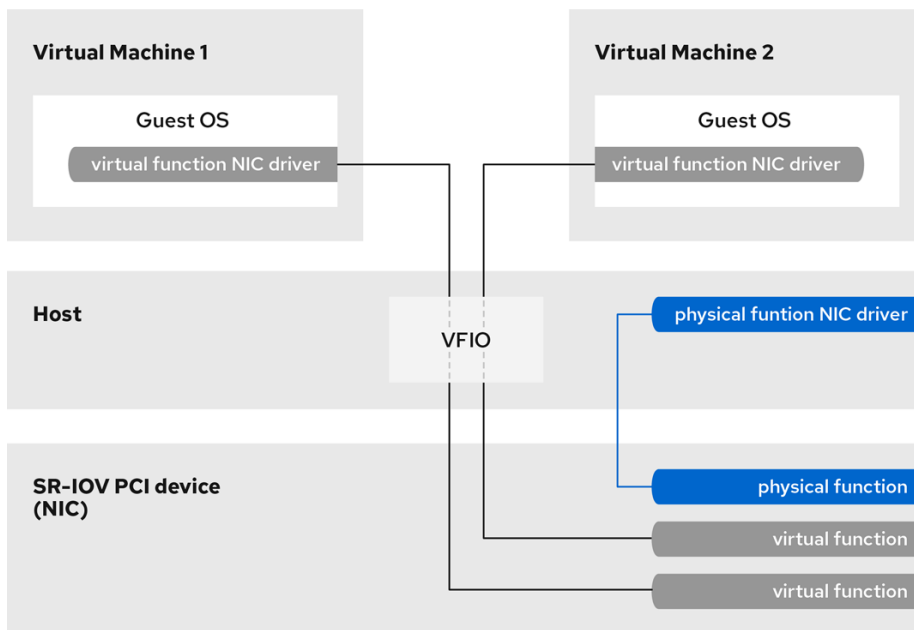 Virtual Machine 1
Guest OS
virtual function NIC driver
Virtual Machine 2
Guest OS
virtual function NIC driver
Host
VFIO
physical funtion NIC driver
SR-IOV PCI device
(NIC)
physical function
virtual function
virtual function